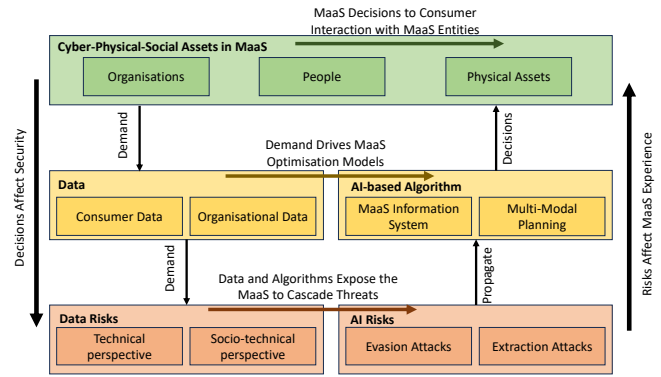 MaaS Decisions to Consumer
Interaction with MaaS Entities
Cyber-Physical-Social Assets in MaaS
Organisations
People
Physical Assets
Decisions Affect Security
Risks Affect MaaS Experience
Demand
Decisions
Demand Drives MaaS
Optimisation Models
Data
Consumer Data
Organisational Data
AI-based Algorithm
MaaS Information
System
Multi-Modal
Planning
Demand
Propagate
Data and Algorithms Expose the
MaaS to Cascade Threats
Data Risks
Technical
perspective
Socio-technical
perspective
AI Risks
Evasion Attacks
Extraction Attacks